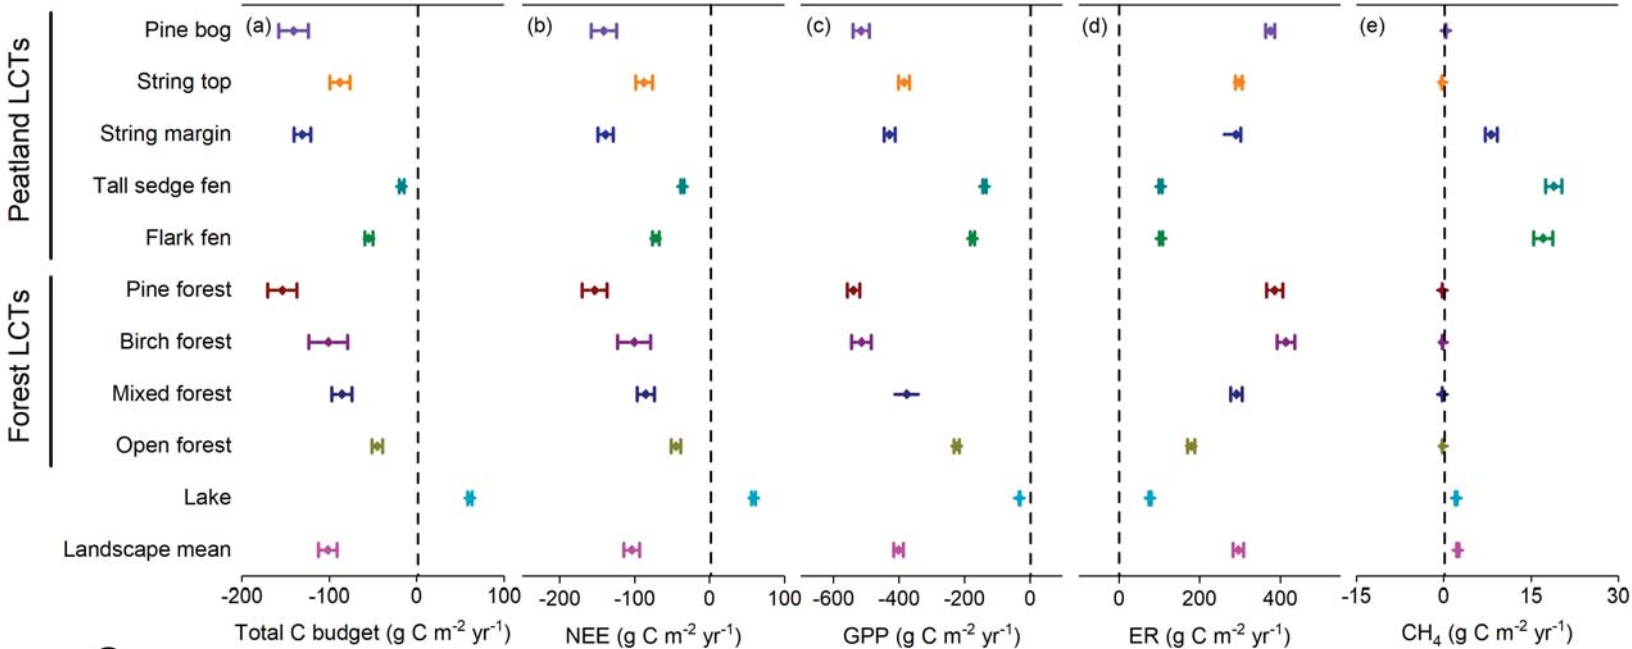 Peatland LCTs
Forest LCTs
Pine bog
String top
String margin
Tall sedge fen
Flark fen
Pine forest
Birch forest
Mixed forest
Open forest
Lake
Landscape mean
(a)
-200 -100 0 100
Total C budget (g C m⁻² yr⁻¹)
(b)
-200 -100 0 100
NEE (g C m⁻² yr⁻¹)
(c)
-600 -400 -200 0
GPP (g C m⁻² yr⁻¹)
(d)
0 200 400
ER (g C m⁻² yr⁻¹)
(e)
-15 0 15 30
CH₄ (g C m⁻² yr⁻¹)